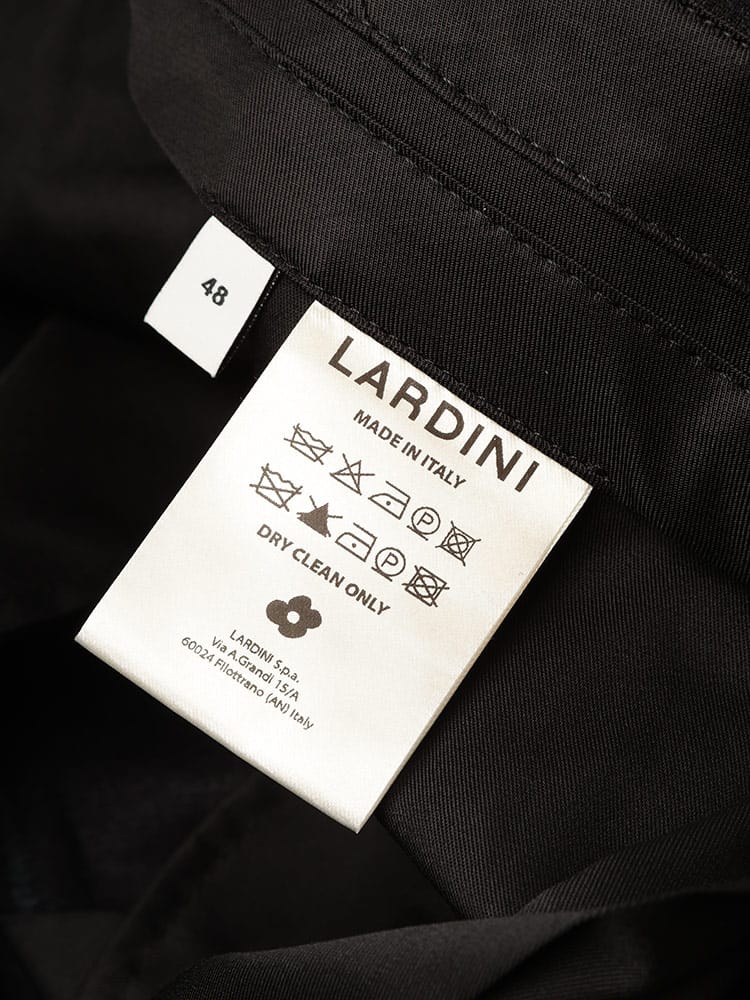 48
LARDINI
MADE IN ITALY
P
P
DRY CLEAN ONLY
LARDINI S.p.a.
Via A.Grandi 15/A
60024 Filottrano (AN) Italy